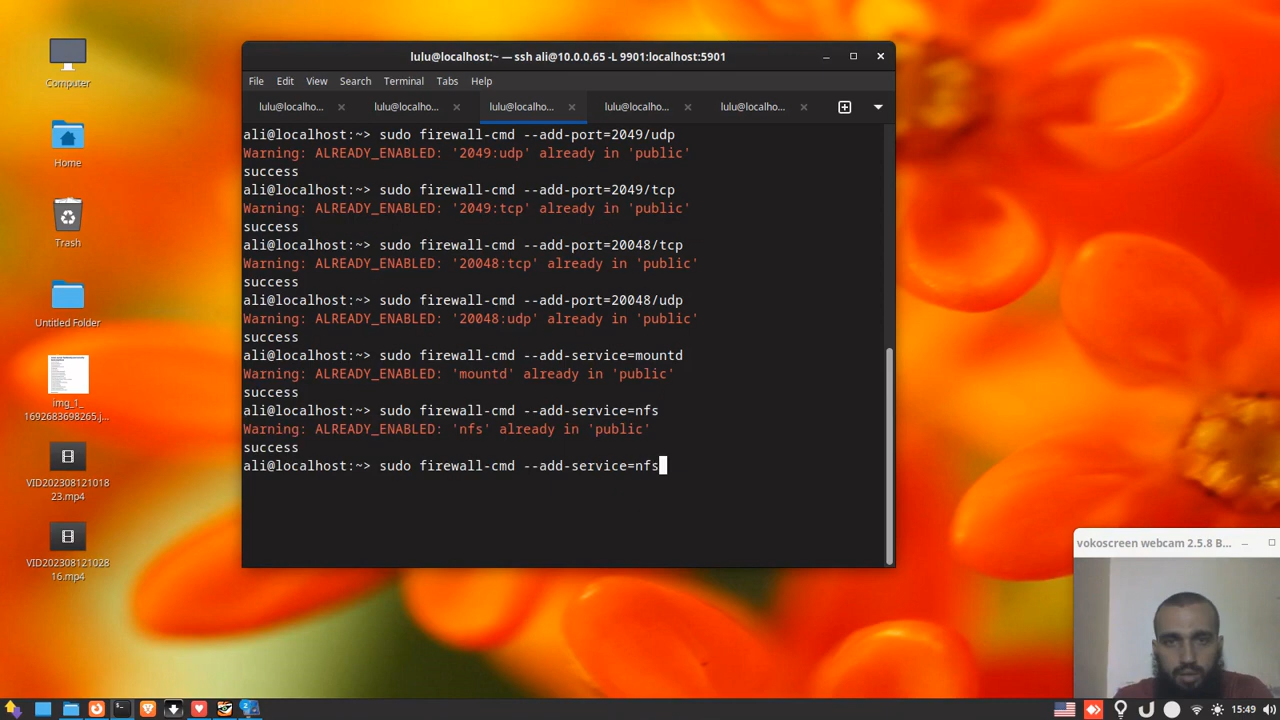 Computer
Home
Trash
Untitled Folder
img_1_
1692683698265.j...
VID202308121018
23.mp4
VID202308121028
16.mp4
lulu@localhost:~ — ssh ali@10.0.0.65 -L 9901:localhost:5901
File Edit View Search Terminal Tabs Help
lulu@localho... lulu@localho... lulu@localho... lulu@localho... lulu@localho...
ali@localhost:~> sudo firewall-cmd --add-port=2049/udp
Warning: ALREADY_ENABLED: '2049:udp' already in 'public'
success
ali@localhost:~> sudo firewall-cmd --add-port=2049/tcp
Warning: ALREADY_ENABLED: '2049:tcp' already in 'public'
success
ali@localhost:~> sudo firewall-cmd --add-port=20048/tcp
Warning: ALREADY_ENABLED: '20048:tcp' already in 'public'
success
ali@localhost:~> sudo firewall-cmd --add-port=20048/udp
Warning: ALREADY_ENABLED: '20048:udp' already in 'public'
success
ali@localhost:~> sudo firewall-cmd --add-service=mountd
Warning: ALREADY_ENABLED: 'mountd' already in 'public'
success
ali@localhost:~> sudo firewall-cmd --add-service=nfs
Warning: ALREADY_ENABLED: 'nfs' already in 'public'
success
ali@localhost:~> sudo firewall-cmd --add-service=nfs
vokoscreen webcam 2.5.8 B...
15:49